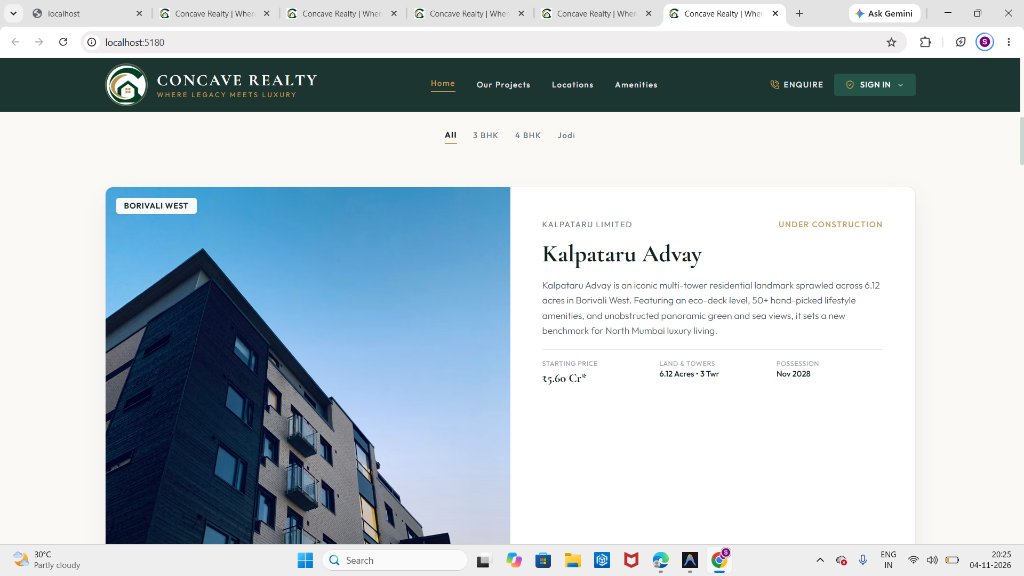 localhost
Concave Realty | Wher
Concave Realty | Wher
Concave Realty | Wher
Concave Realty | Wher
Concave Realty | Whe
Ask Gemini
localhost:5180
S
CONCAVE REALTY
WHERE LEGACY MEETS LUXURY
Home
Our Projects
Locations
Amenities
ENQUIRE
SIGN IN
All
3 BHK
4 BHK
Jodi
BORIVALI WEST
KALPATARU LIMITED
UNDER CONSTRUCTION
Kalpataru Advay
Kalpataru Advay is an iconic multi-tower residential landmark sprawled across 6.12
acres in Borivali West. Featuring an eco-deck level, 50+ hand-picked lifestyle
amenities, and unobstructed panoramic green and sea views, it sets a new
benchmark for North Mumbai luxury living.
STARTING PRICE
LAND & TOWERS
POSSESSION
₹5.60 Cr*
6.12 Acres • 3 Twr
Nov 2028
30°C
Partly cloudy
Search
S
ENG
IN
20:25
04-11-2026